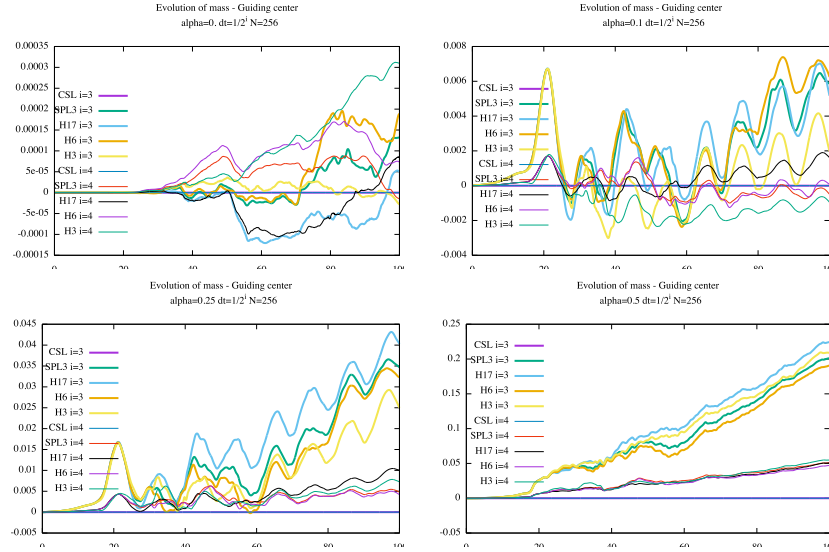 Evolution of mass - Guiding center
alpha=0. dt=1/2^i N=256
0.00035
0.0003
0.00025
0.0002
0.00015
0.0001
5e-05
0
-5e-05
-0.0001
-0.00015
CSL i=3
SPL3 i=3
H17 i=3
H6 i=3
H3 i=3
CSL i=4
SPL3 i=4
H17 i=4
H6 i=4
H3 i=4
0 20 40 60 80 100
Evolution of mass - Guiding center
alpha=0.1 dt=1/2^i N=256
0.008
0.006
0.004
0.002
0
-0.002
-0.004
CSL i=3
SPL3 i=3
H17 i=3
H6 i=3
H3 i=3
CSL i=4
SPL3 i=4
H17 i=4
H6 i=4
H3 i=4
0 20 40 60 80 100
Evolution of mass - Guiding center
alpha=0.25 dt=1/2^i N=256
0.045
0.04
0.035
0.03
0.025
0.02
0.015
0.01
0.005
0
-0.005
CSL i=3
SPL3 i=3
H17 i=3
H6 i=3
H3 i=3
CSL i=4
SPL3 i=4
H17 i=4
H6 i=4
H3 i=4
0 20 40 60 80 100
Evolution of mass - Guiding center
alpha=0.5 dt=1/2^i N=256
0.25
0.2
0.15
0.1
0.05
0
-0.05
CSL i=3
SPL3 i=3
H17 i=3
H6 i=3
H3 i=3
CSL i=4
SPL3 i=4
H17 i=4
H6 i=4
H3 i=4
0 20 40 60 80 100